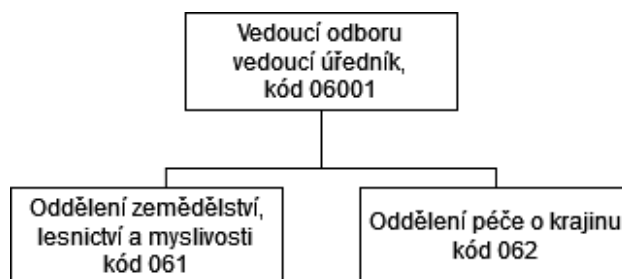 Vedoucí odboru
vedoucí úředník,
kód 06001
Oddělení zemědělství,
lesnictví a myslivosti
kód 061
Oddělení péče o krajinu
kód 062